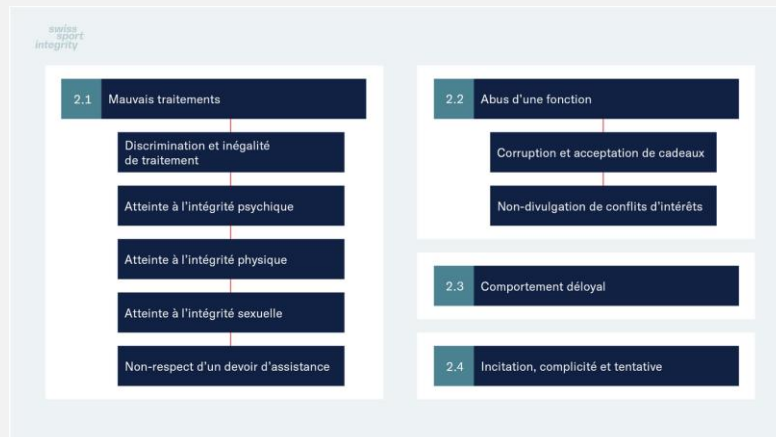 swiss
sport
integrity
2.1 Mauvais traitements
Discrimination et inégalité
de traitement
Atteinte à l'intégrité psychique
Atteinte à l'intégrité physique
Atteinte à l'intégrité sexuelle
Non-respect d'un devoir d'assistance
2.2 Abus d'une fonction
Corruption et acceptation de cadeaux
Non-divulgation de conflits d'intérêts
2.3 Comportement déloyal
2.4 Incitation, complicité et tentative